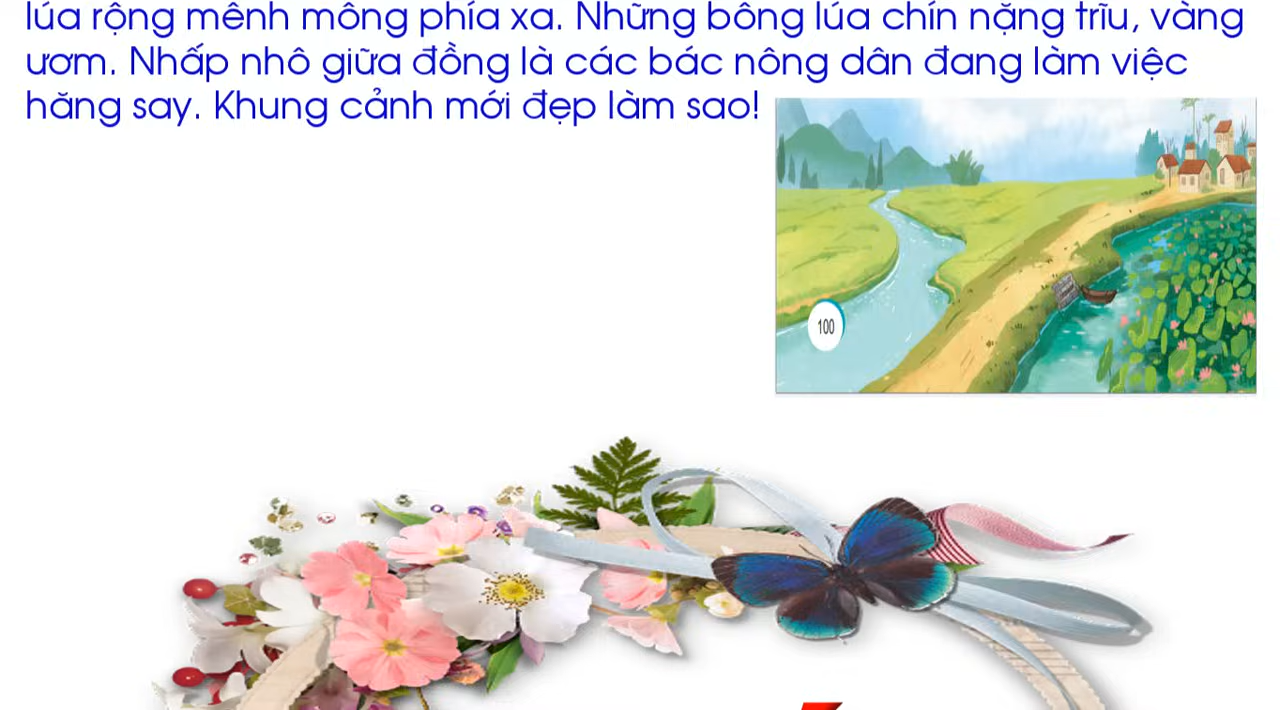 lúa rộng mênh mông phía xa. Những bông lúa chín nặng trĩu, vàng
ươm. Nhấp nhô giữa đồng là các bác nông dân đang làm việc
hăng say. Khung cảnh mới đẹp làm sao!
100